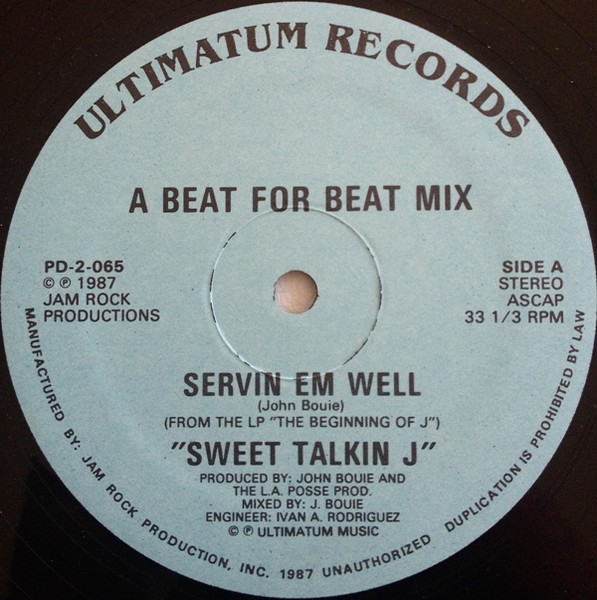 ULTIMATUM RECORDS
A BEAT FOR BEAT MIX
PD-2-065
© ℗ 1987
JAM ROCK
PRODUCTIONS
SIDE A
STEREO
ASCAP
33 1/3 RPM
SERVIN EM WELL
(John Bouie)
(FROM THE LP "THE BEGINNING OF J")
"SWEET TALKIN J"
PRODUCED BY: JOHN BOUIE AND
THE L.A. POSSE PROD.
MIXED BY: J. BOUIE
ENGINEER: IVAN A. RODRIGUEZ
© ℗ ULTIMATUM MUSIC
MANUFACTURED BY: JAM ROCK PRODUCTION, INC. 1987 UNAUTHORIZED DUPLICATION IS PROHIBITED BY LAW